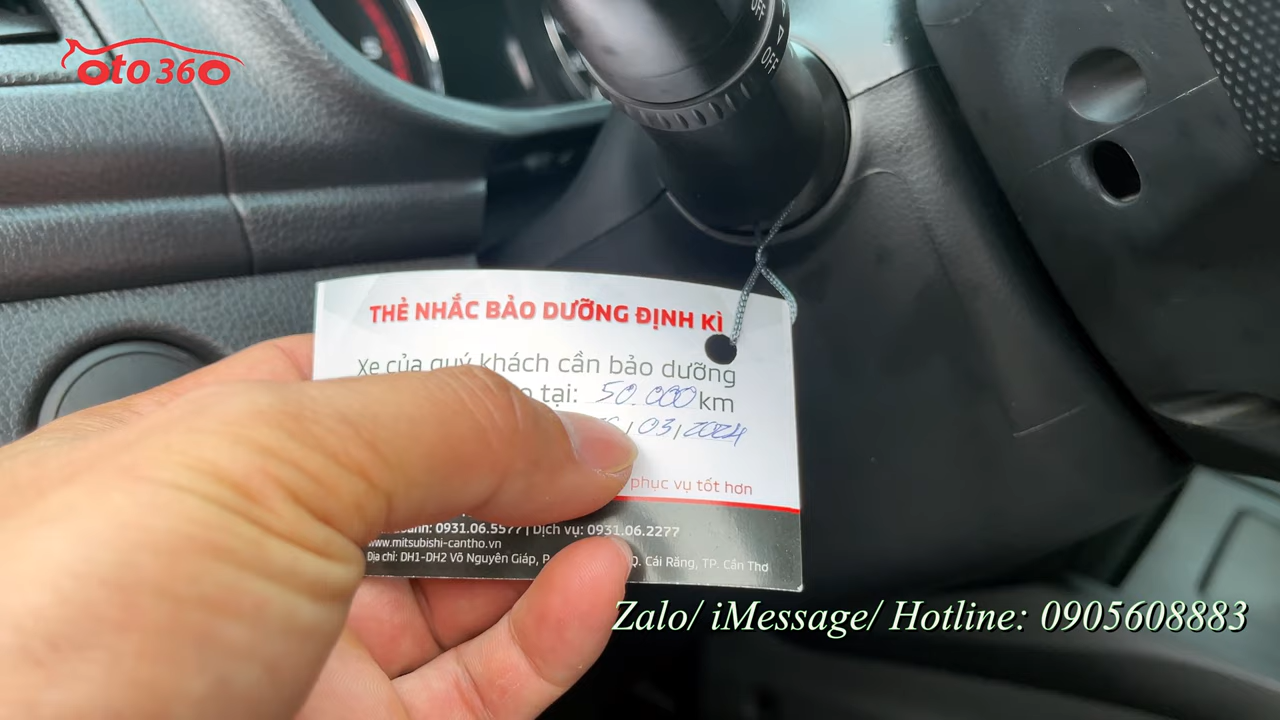 oto360
OFF
OFF
THẺ NHẮC BẢO DƯỠNG ĐỊNH KÌ
Xe của quý khách cần bảo dưỡng
tại: 50.000 km
/03/2024
phục vụ tốt hơn
doanh: 0931.06.5577 | Dịch vụ: 0931.06.2277
www.mitsubishi-cantho.vn
Địa chỉ: DH1-DH2 Võ Nguyên Giáp, P. Q. Cái Răng, TP. Cần Thơ
Zalo/ iMessage/ Hotline: 0905608883